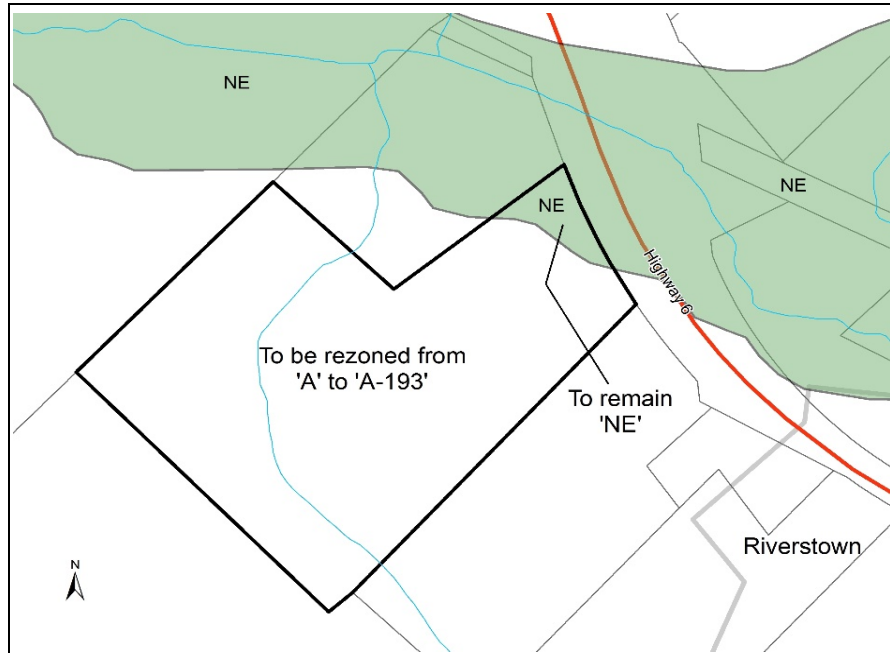 NE
NE
NE
Highway 6
To be rezoned from
'A' to 'A-193'
To remain
'NE'
Riverstown
N